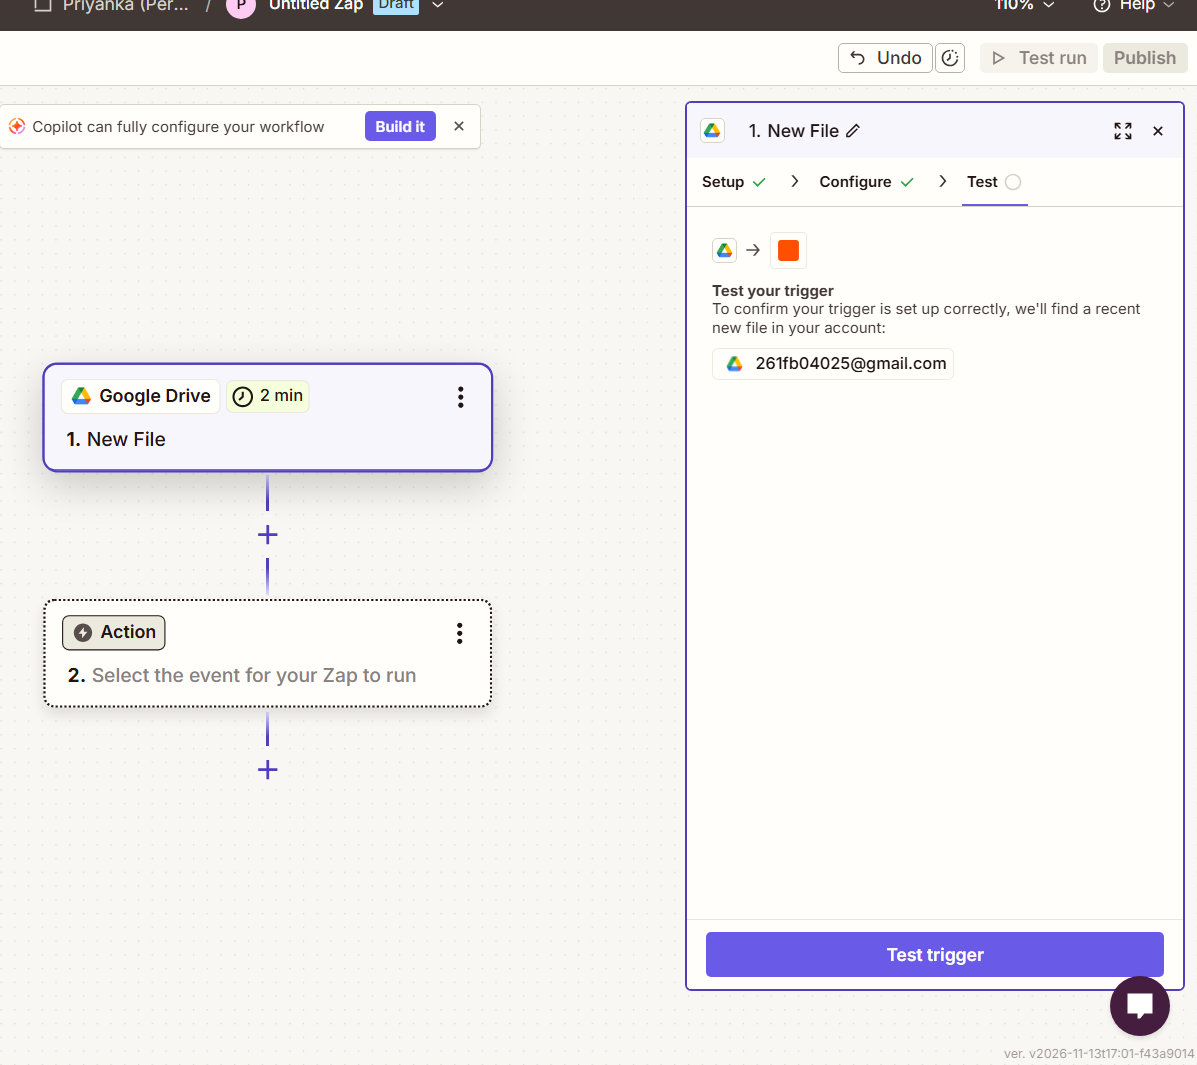 Priyanka (Per... / P Untitled Zap Draft 110% Help
Undo Test run Publish
Copilot can fully configure your workflow Build it
1. New File
Setup Configure Test
Test your trigger
To confirm your trigger is set up correctly, we'll find a recent
new file in your account:
261fb04025@gmail.com
Google Drive 2 min
1. New File
Action
2. Select the event for your Zap to run
Test trigger
ver. v2026-11-13t17:01-f43a9014